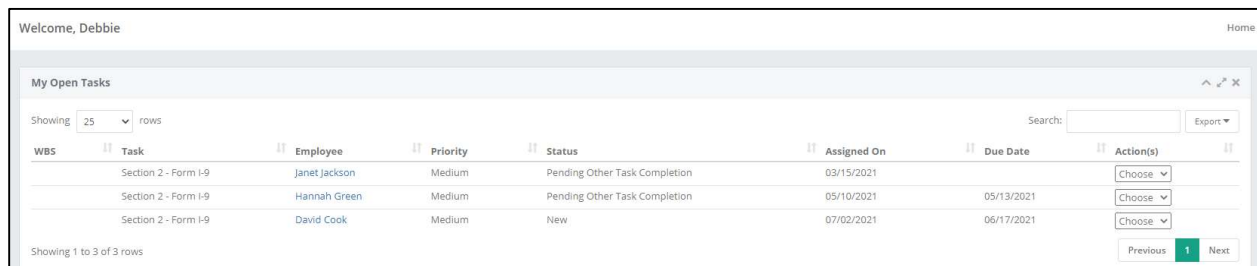 Welcome, Debbie Home
My Open Tasks
Showing 25 rows Search: Export
WBS Task Employee Priority Status Assigned On Due Date Action(s)
Section 2 - Form I-9 Janet Jackson Medium Pending Other Task Completion 03/15/2021 Choose
Section 2 - Form I-9 Hannah Green Medium Pending Other Task Completion 05/10/2021 05/13/2021 Choose
Section 2 - Form I-9 David Cook Medium New 07/02/2021 06/17/2021 Choose
Showing 1 to 3 of 3 rows Previous 1 Next